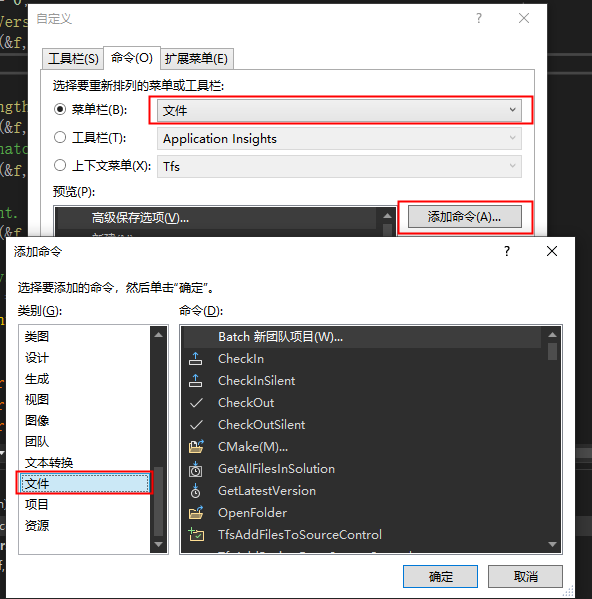 Vers
(&f,
自定义
?
工具栏(S) 命令(O) 扩展菜单(E)
选择要重新排列的菜单或工具栏:
菜单栏(B): 文件
工具栏(T): Application Insights
上下文菜单(X): Tfs
预览(P):
高级保存选项(V)...
添加命令(A)...
ngth
(&f,
mato
(&f,
nt.
(&f,
添加命令
?
选择要添加的命令，然后单击“确定”。
类别(G):
类图
设计
生成
视图
图像
团队
文本转换
文件
项目
资源
命令(D):
Batch 新团队项目(W)...
CheckIn
CheckInSilent
CheckOut
CheckOutSilent
CMake(M)...
GetAllFilesInSolution
GetLatestVersion
OpenFolder
TfsAddFilesToSourceControl
确定 取消